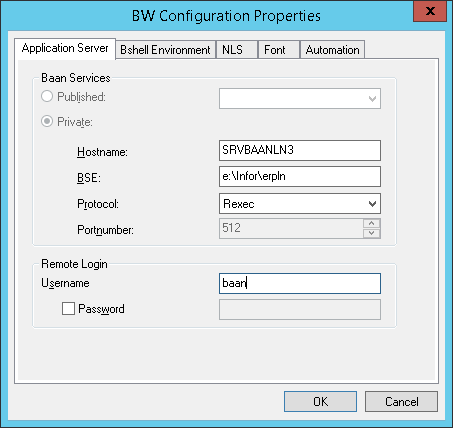 BW Configuration Properties
x
Application Server Bshell Environment NLS Font Automation
Baan Services
Published:
Private:
Hostname: SRVBAANLN3
BSE: e:\Infor\erpln
Protocol: Rexec
Portnumber: 512
Remote Login
Username baan
Password
OK Cancel